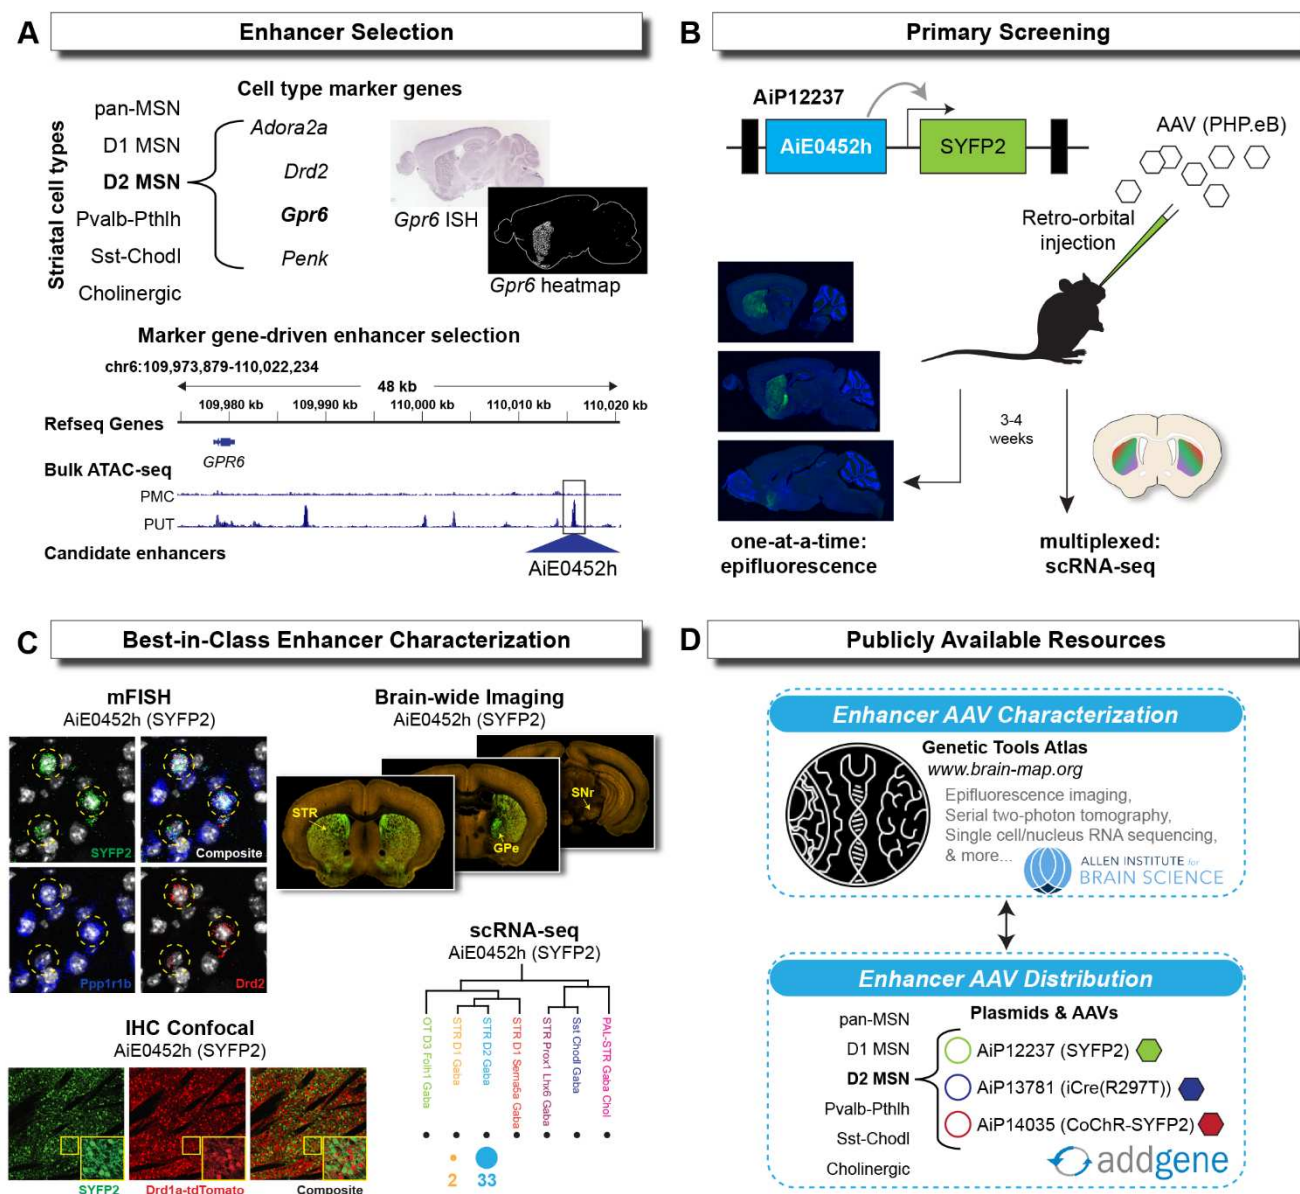 A
Enhancer Selection
Striatal cell types
pan-MSN
D1 MSN
D2 MSN
Pvalb-Pthlh
Sst-Chodl
Cholinergic
Cell type marker genes
Adora2a
Drd2
Gpr6
Penk
Gpr6 ISH
Gpr6 heatmap
Marker gene-driven enhancer selection
chr6:109,973,879-110,022,234
48 kb
109,980 kb 109,990 kb 110,000 kb 110,010 kb 110,020 kb
Refseq Genes
GPR6
Bulk ATAC-seq
PMC
PUT
Candidate enhancers
AiE0452h
B
Primary Screening
AiP12237
AiE0452h
SYFP2
AAV (PHP.eB)
Retro-orbital
injection
3-4
weeks
one-at-a-time:
epifluorescence
multiplexed:
scRNA-seq
C
Best-in-Class Enhancer Characterization
mFISH
AiE0452h (SYFP2)
SYFP2
Composite
Ppp1r1b
Drd2
Brain-wide Imaging
AiE0452h (SYFP2)
STR
GPe
SNr
scRNA-seq
AiE0452h (SYFP2)
OT D3 Folh1 Gaba
STR D1 Gaba
STR D2 Gaba
STR D1 Sema5a Gaba
STR Prox1 Lhx6 Gaba
Sst Chodl Gaba
PAL-STR Gaba Chol
2
33
IHC Confocal
AiE0452h (SYFP2)
SYFP2
Drd1a-tdTomato
Composite
D
Publicly Available Resources
Enhancer AAV Characterization
Genetic Tools Atlas
www.brain-map.org
Epifluorescence imaging,
Serial two-photon tomography,
Single cell/nucleus RNA sequencing,
& more...
ALLEN INSTITUTE for
BRAIN SCIENCE
Enhancer AAV Distribution
pan-MSN
D1 MSN
D2 MSN
Pvalb-Pthlh
Sst-Chodl
Cholinergic
Plasmids & AAVs
AiP12237 (SYFP2)
AiP13781 (iCre(R297T))
AiP14035 (CoChR-SYFP2)
addgene